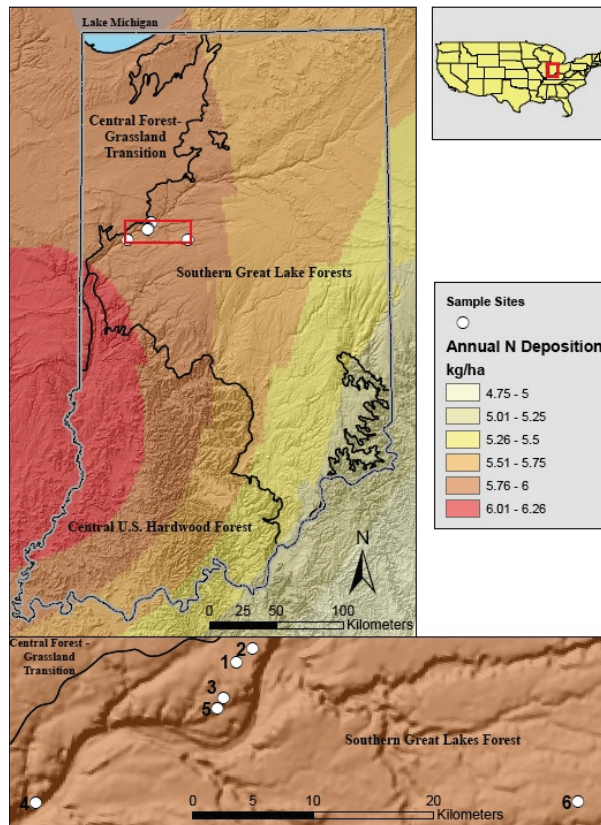 Lake Michigan
Central Forest-
Grassland
Transition
Southern Great Lake Forests
Central U.S. Hardwood Forest
N
0 25 50 100
Kilometers
Sample Sites
Annual N Deposition
kg/ha
4.75 - 5
5.01 - 5.25
5.26 - 5.5
5.51 - 5.75
5.76 - 6
6.01 - 6.26
Central Forest -
Grassland
Transition
2
1
3
5
Southern Great Lakes Forest
4
6
0 5 10 20
Kilometers